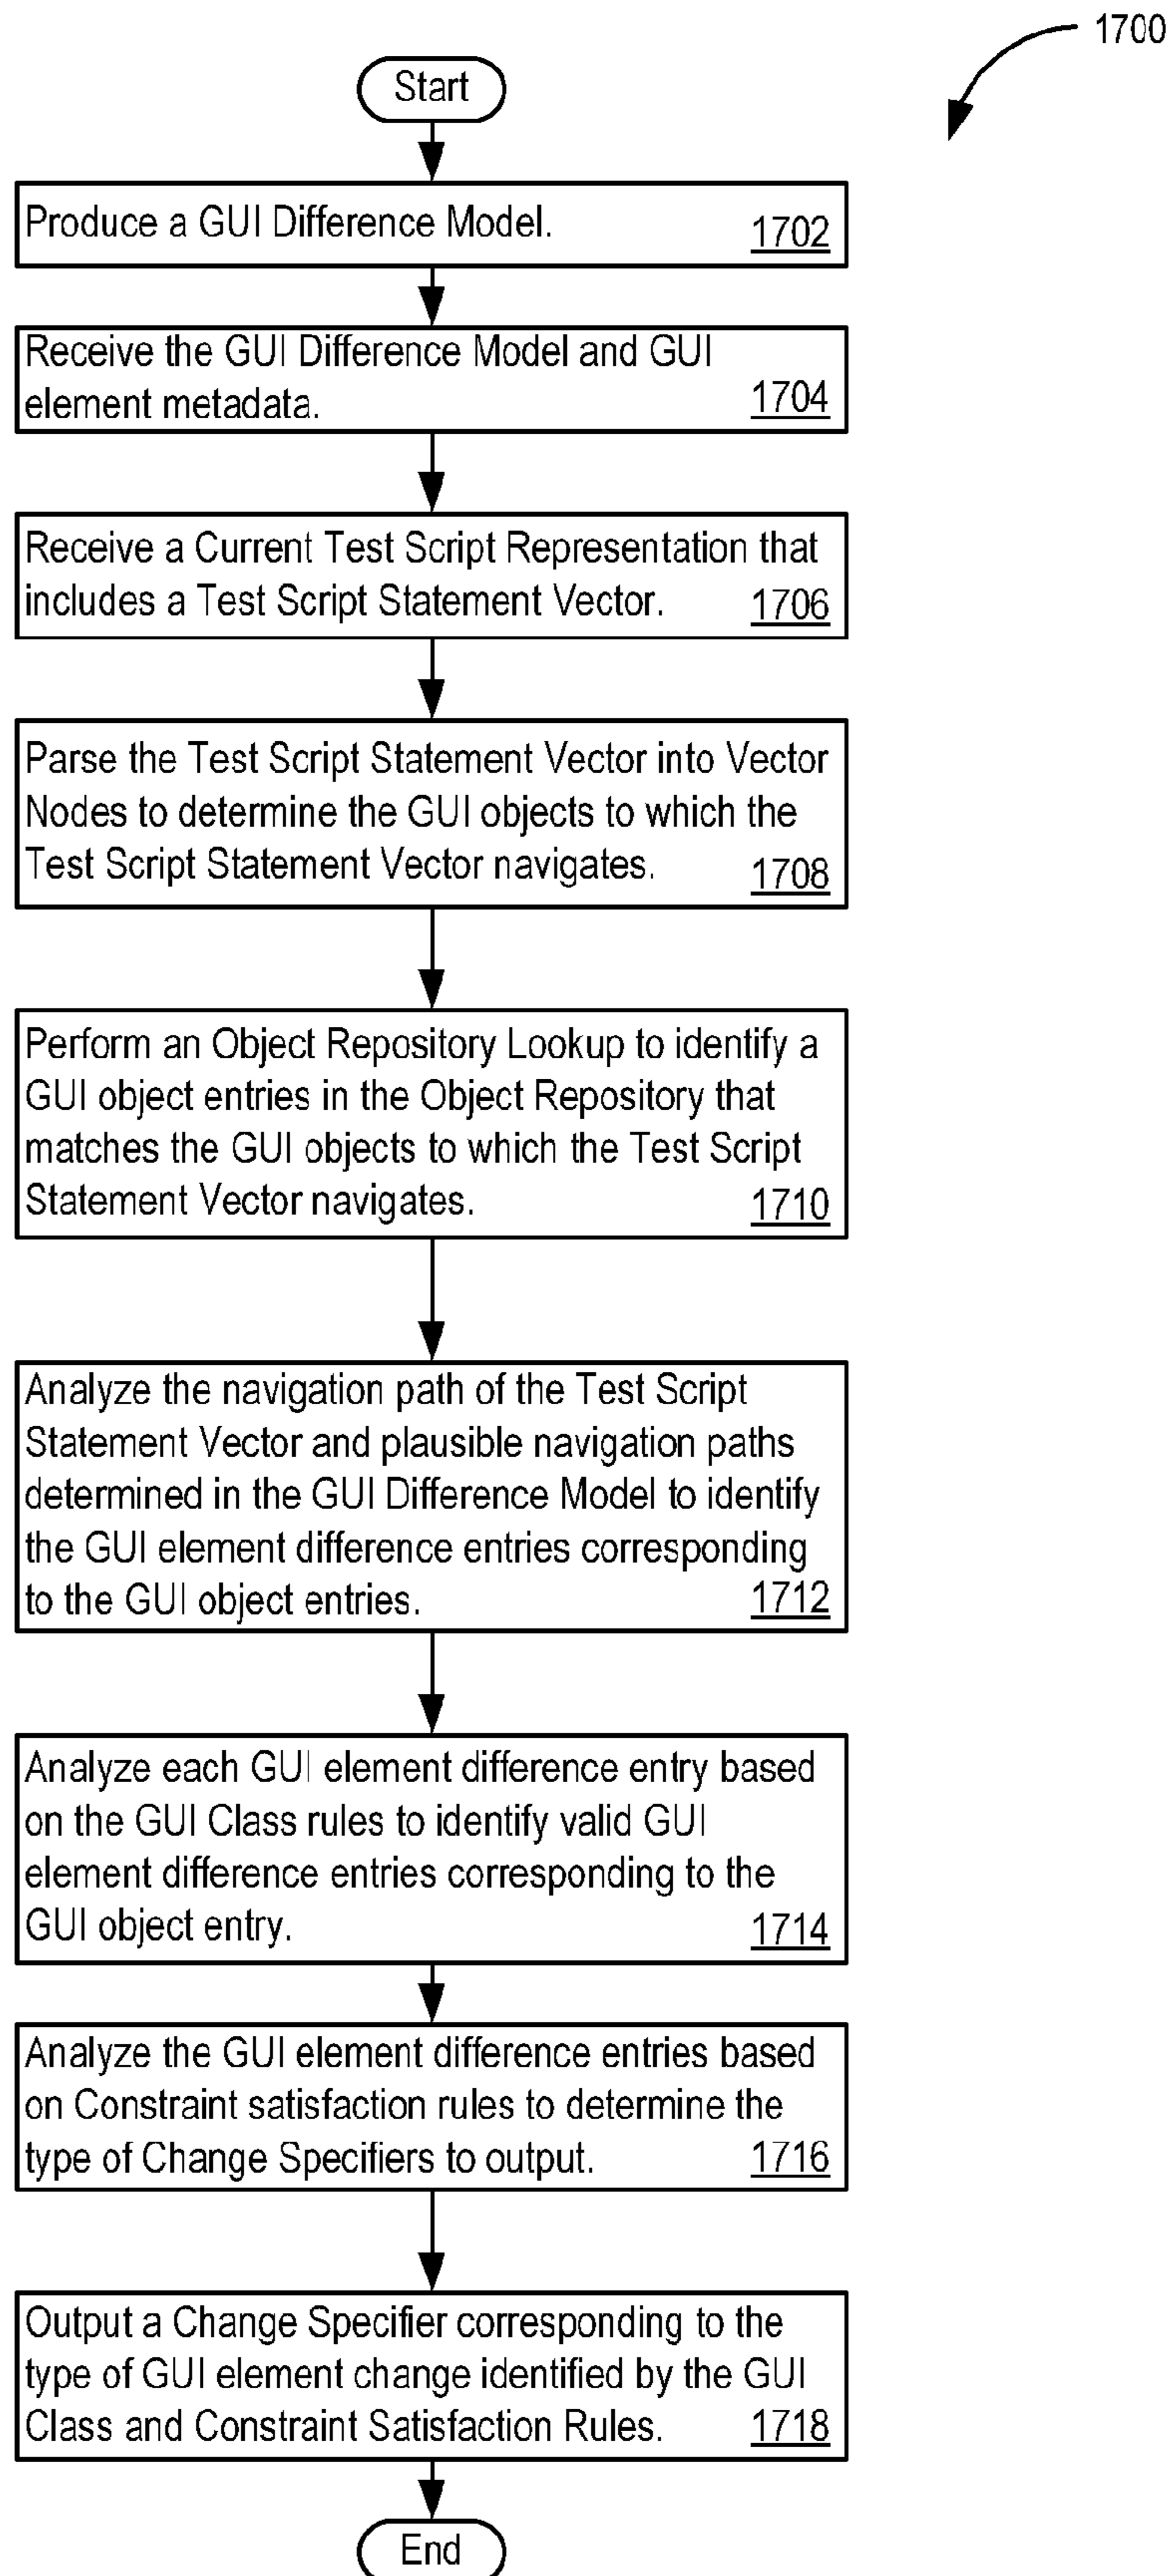 1700
Start
Produce a GUI Difference Model.
1702
Receive the GUI Difference Model and GUI
element metadata.
1704
Receive a Current Test Script Representation that
includes a Test Script Statement Vector.
1706
Parse the Test Script Statement Vector into Vector
Nodes to determine the GUI objects to which the
Test Script Statement Vector navigates.
1708
Perform an Object Repository Lookup to identify a
GUI object entries in the Object Repository that
matches the GUI objects to which the Test Script
Statement Vector navigates.
1710
Analyze the navigation path of the Test Script
Statement Vector and plausible navigation paths
determined in the GUI Difference Model to identify
the GUI element difference entries corresponding
to the GUI object entries.
1712
Analyze each GUI element difference entry based
on the GUI Class rules to identify valid GUI
element difference entries corresponding to the
GUI object entry.
1714
Analyze the GUI element difference entries based
on Constraint satisfaction rules to determine the
type of Change Specifiers to output.
1716
Output a Change Specifier corresponding to the
type of GUI element change identified by the GUI
Class and Constraint Satisfaction Rules.
1718
End